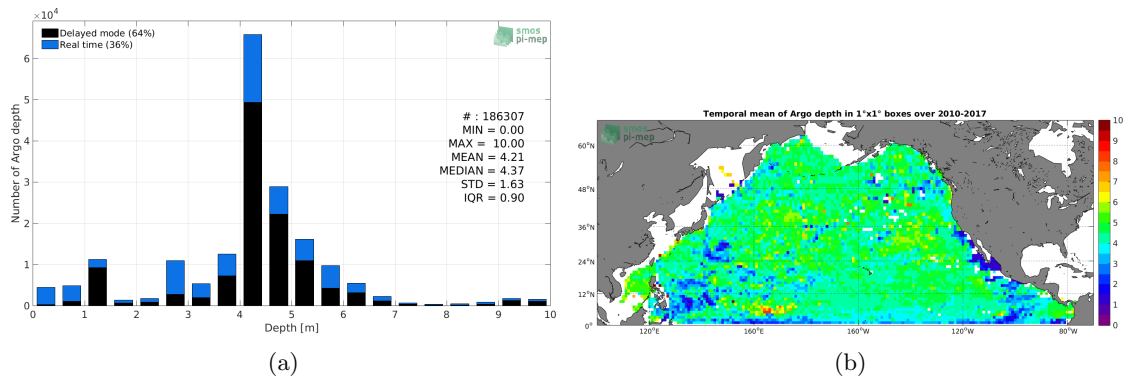 ×10⁴
Delayed mode (64%)
Real time (36%)
smos
pi-mep
Number of Argo depth
6
5
4
3
2
1
0
# : 186307
MIN = 0.00
MAX = 10.00
MEAN = 4.21
MEDIAN = 4.37
STD = 1.63
IQR = 0.90
0 1 2 3 4 5 6 7 8 9 10
Depth [m]
(a)
Temporal mean of Argo depth in 1°x1° boxes over 2010-2017
smos
pi-mep
60°N
48°N
36°N
24°N
12°N
0°
120°E 160°E 160°W 120°W 80°W
10
9
8
7
6
5
4
3
2
1
0
(b)